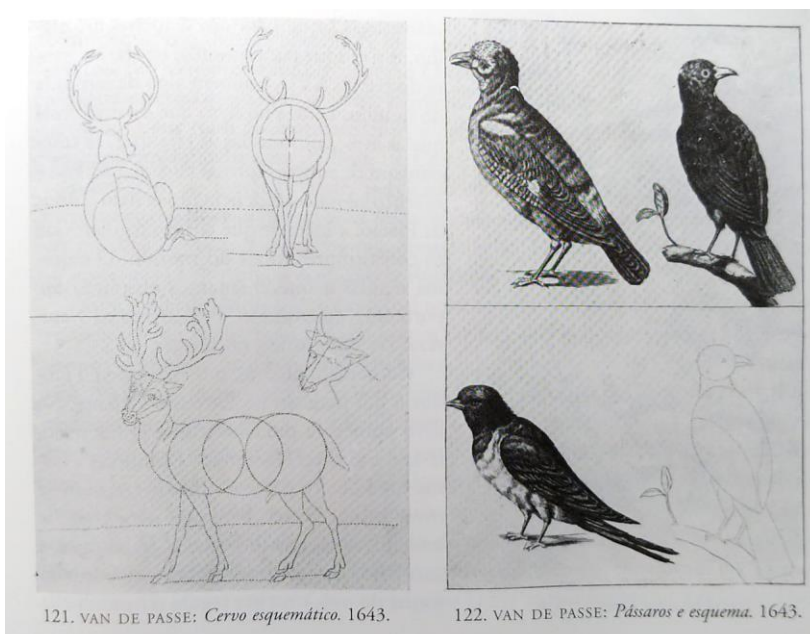 121. VAN DE PASSE: Cervo esquemático. 1643.
122. VAN DE PASSE: Pássaros e esquema. 1643.